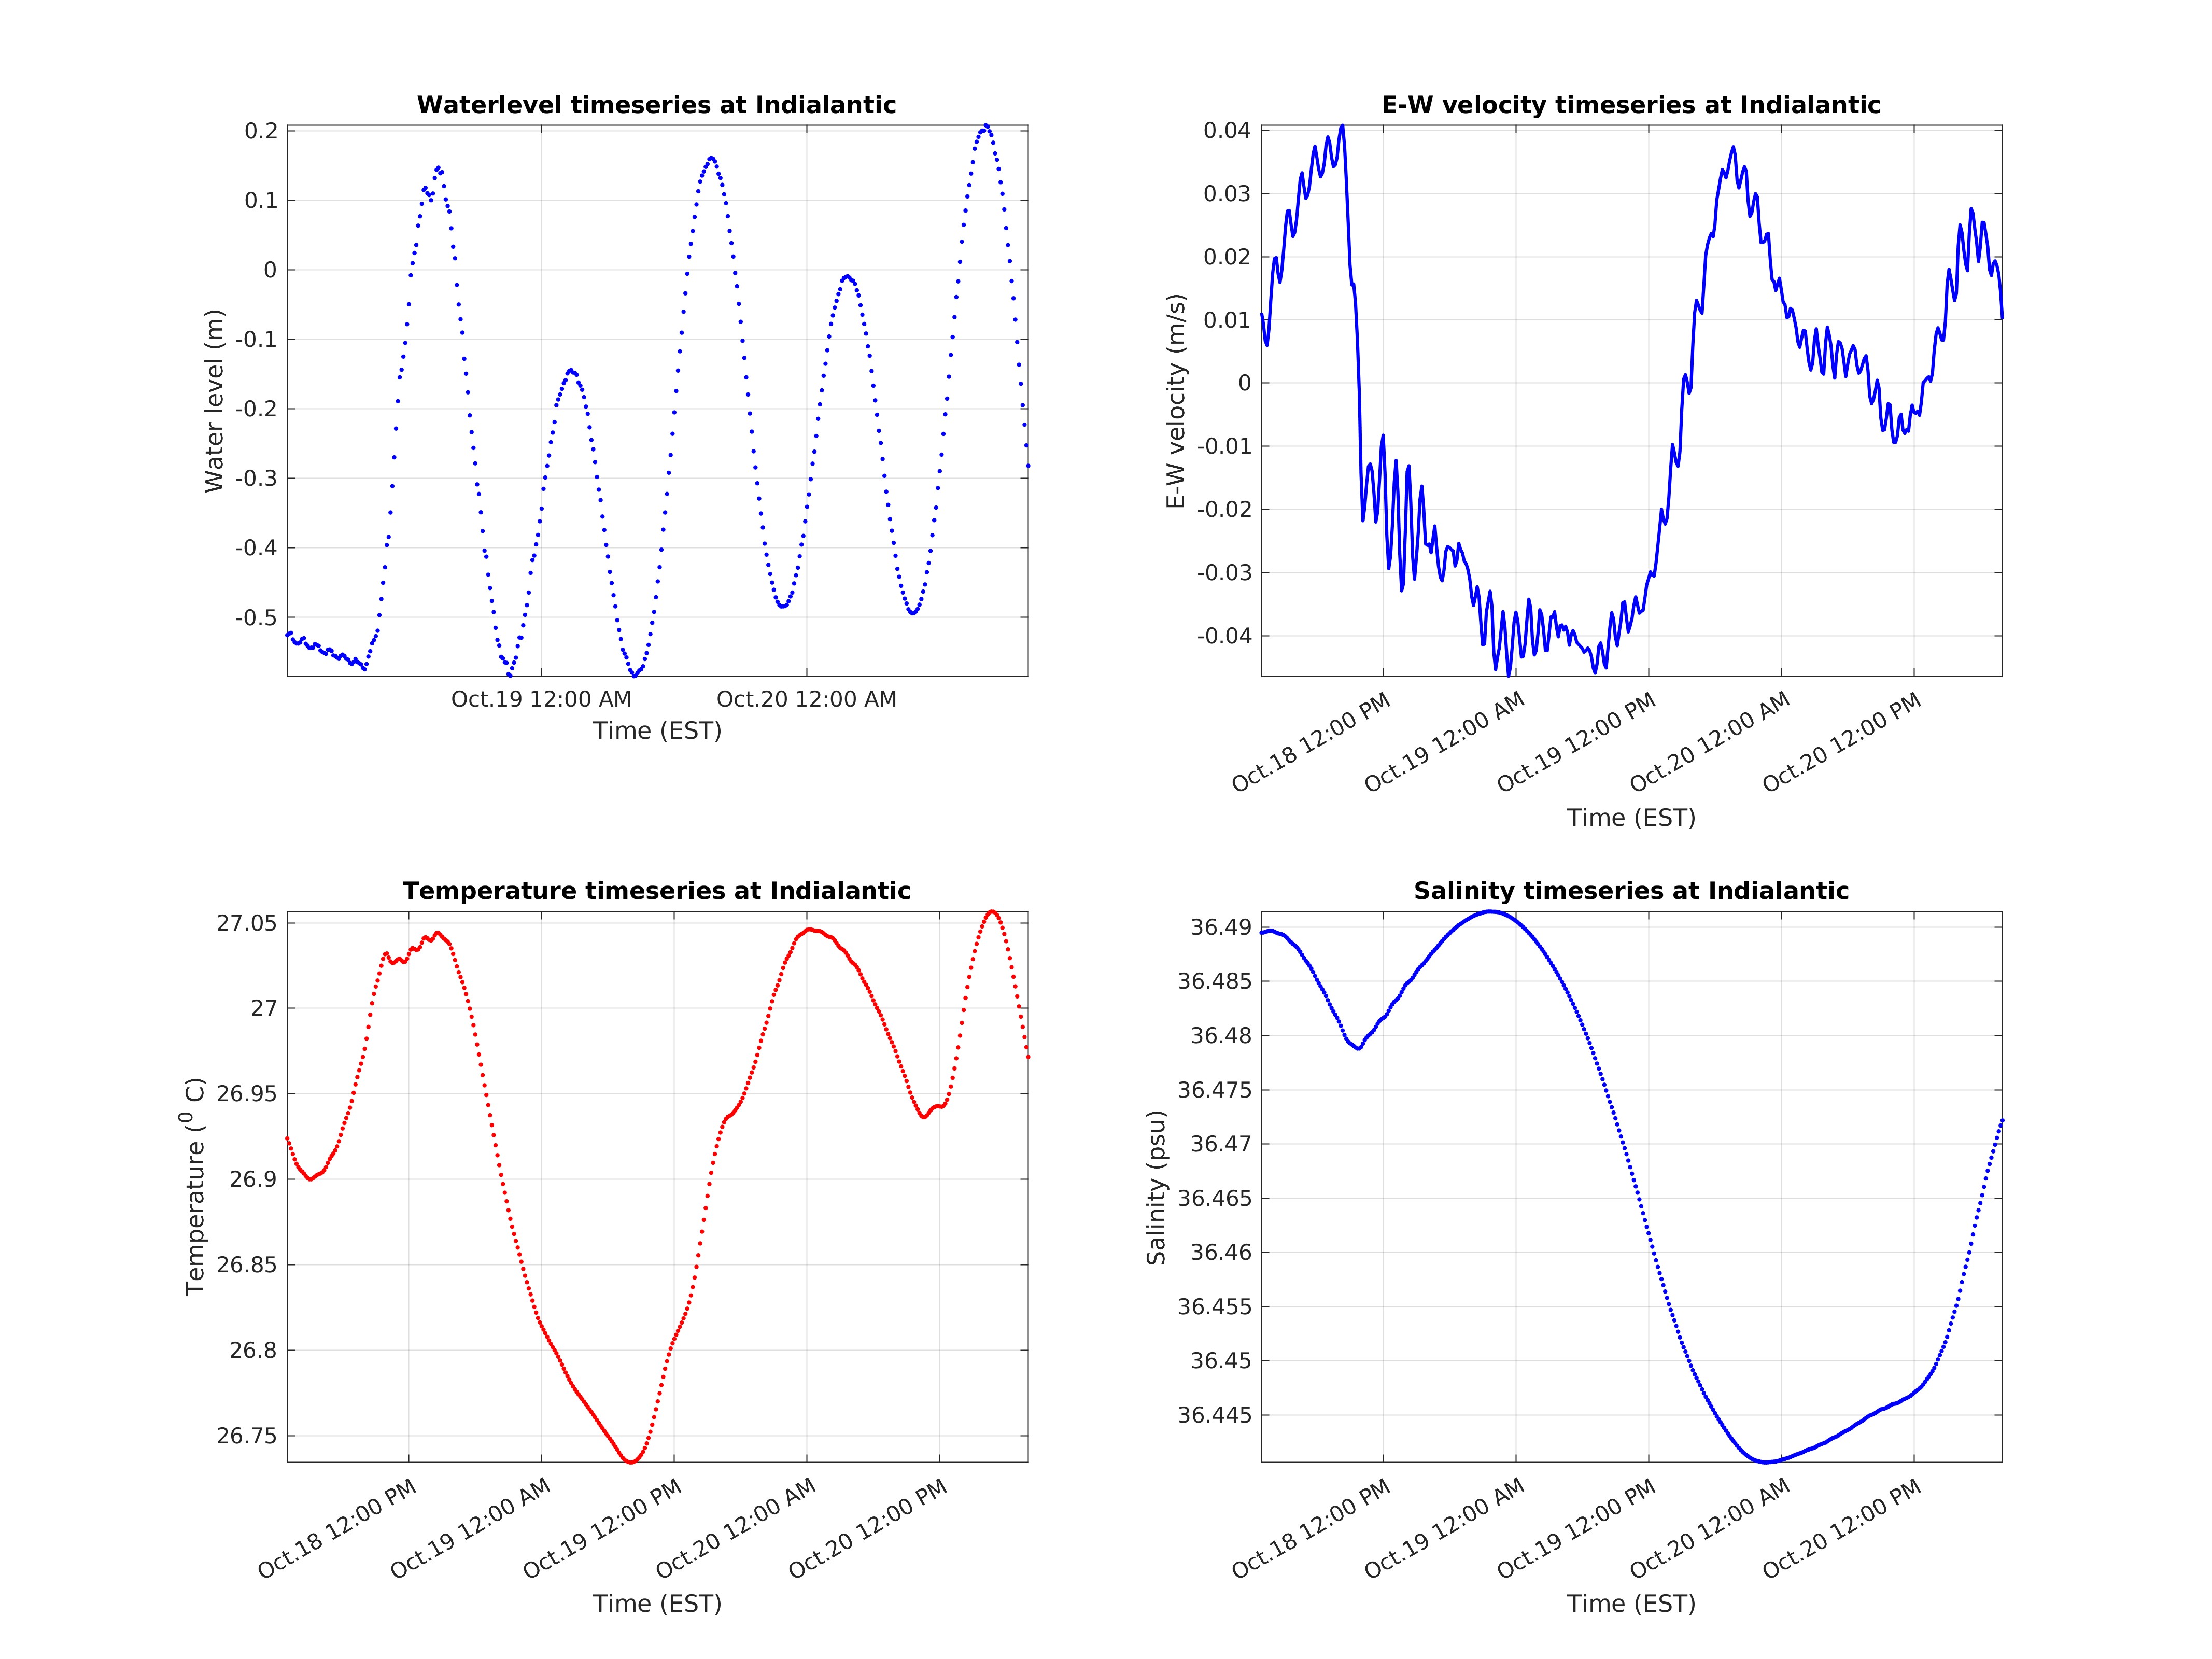 Waterlevel timeseries at Indialantic
0.2
0.1
0
-0.1
-0.2
-0.3
-0.4
-0.5
Water level (m)
Oct.19 12:00 AM
Oct.20 12:00 AM
Time (EST)
E-W velocity timeseries at Indialantic
0.04
0.03
0.02
0.01
0
-0.01
-0.02
-0.03
-0.04
E-W velocity (m/s)
Oct.18 12:00 PM
Oct.19 12:00 AM
Oct.19 12:00 PM
Oct.20 12:00 AM
Oct.20 12:00 PM
Time (EST)
Temperature timeseries at Indialantic
27.05
27
26.95
26.9
26.85
26.8
26.75
Temperature (⁰ C)
Oct.18 12:00 PM
Oct.19 12:00 AM
Oct.19 12:00 PM
Oct.20 12:00 AM
Oct.20 12:00 PM
Time (EST)
Salinity timeseries at Indialantic
36.49
36.485
36.48
36.475
36.47
36.465
36.46
36.455
36.45
36.445
Salinity (psu)
Oct.18 12:00 PM
Oct.19 12:00 AM
Oct.19 12:00 PM
Oct.20 12:00 AM
Oct.20 12:00 PM
Time (EST)